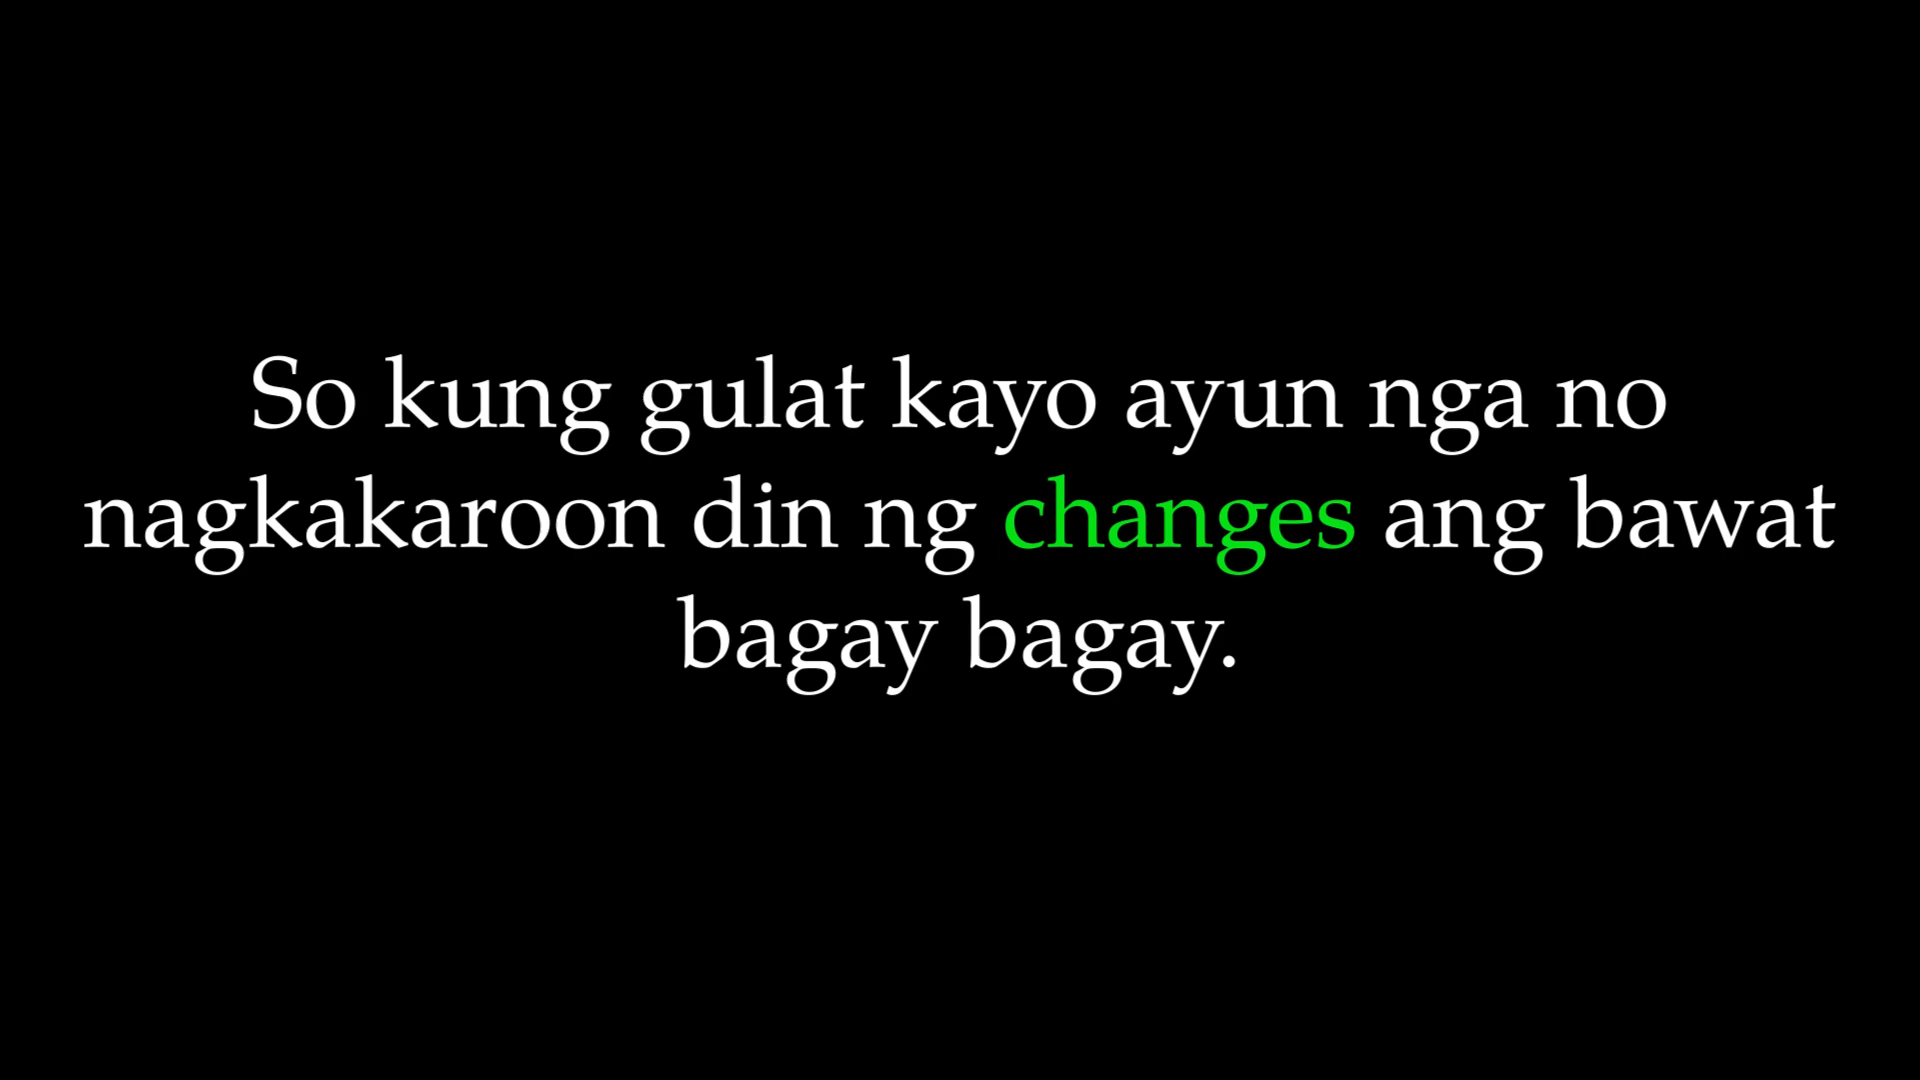 So kung gulat kayo ayun nga no
nagkakaroon din ng changes ang bawat
bagay bagay.